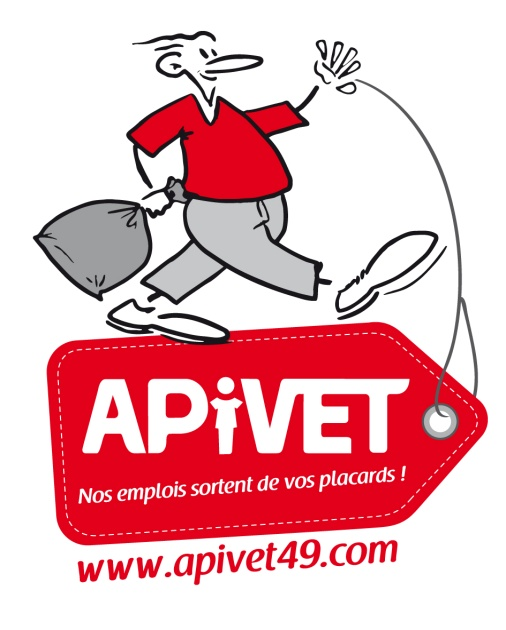 APiVET
Nos emplois sortent de vos placards !
www.apivet49.com